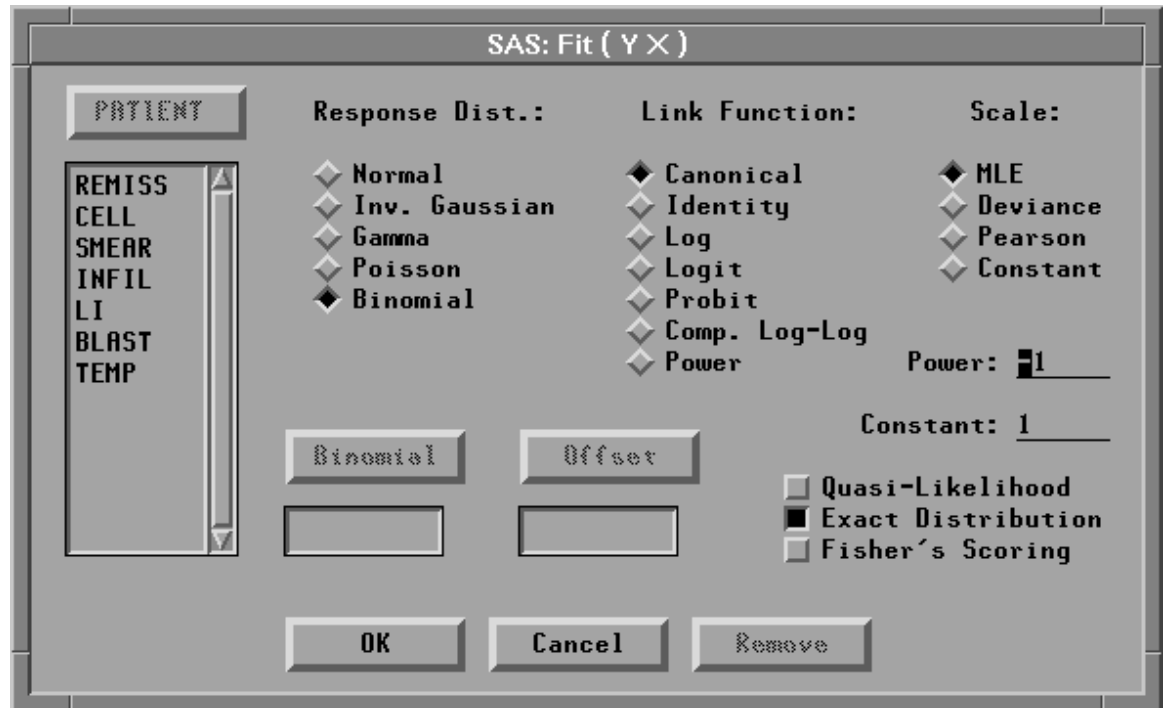 SAS: Fit ( Y X )
PATIENT
REMISS
CELL
SMEAR
INFIL
LI
BLAST
TEMP
Response Dist.:
Normal
Inv. Gaussian
Gamma
Poisson
Binomial
Link Function:
Canonical
Identity
Log
Logit
Probit
Comp. Log-Log
Power
Scale:
MLE
Deviance
Pearson
Constant
Power: -1
Constant: 1
Binomial
Offset
Quasi-Likelihood
Exact Distribution
Fisher's Scoring
OK
Cancel
Remove